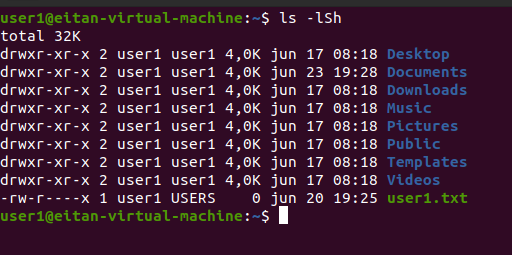 user1@eitan-virtual-machine:~$ ls -lSh
total 32K
drwxr-xr-x 2 user1 user1 4,0K jun 17 08:18 Desktop
drwxr-xr-x 2 user1 user1 4,0K jun 23 19:28 Documents
drwxr-xr-x 2 user1 user1 4,0K jun 17 08:18 Downloads
drwxr-xr-x 2 user1 user1 4,0K jun 17 08:18 Music
drwxr-xr-x 2 user1 user1 4,0K jun 17 08:18 Pictures
drwxr-xr-x 2 user1 user1 4,0K jun 17 08:18 Public
drwxr-xr-x 2 user1 user1 4,0K jun 17 08:18 Templates
drwxr-xr-x 2 user1 user1 4,0K jun 17 08:18 Videos
-rw-r----x 1 user1 USERS    0 jun 20 19:25 user1.txt
user1@eitan-virtual-machine:~$